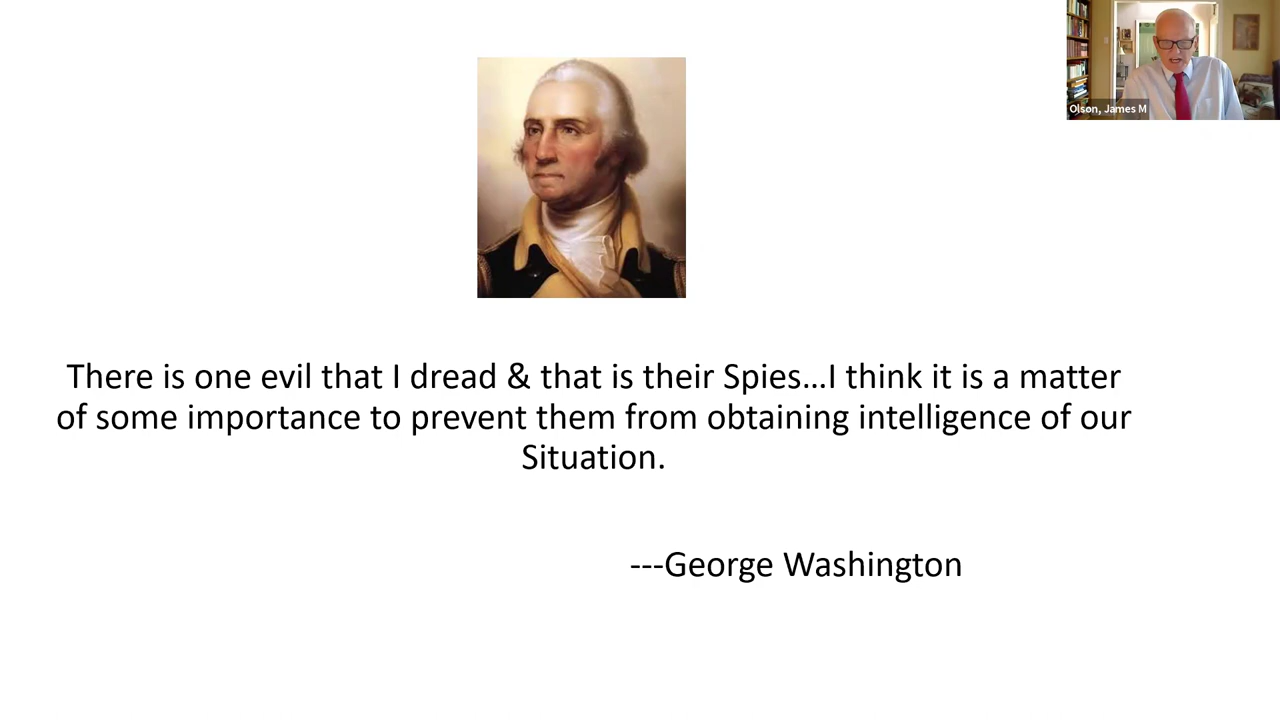 Olson, James M
There is one evil that I dread & that is their Spies…I think it is a matter
of some importance to prevent them from obtaining intelligence of our
Situation.
---George Washington